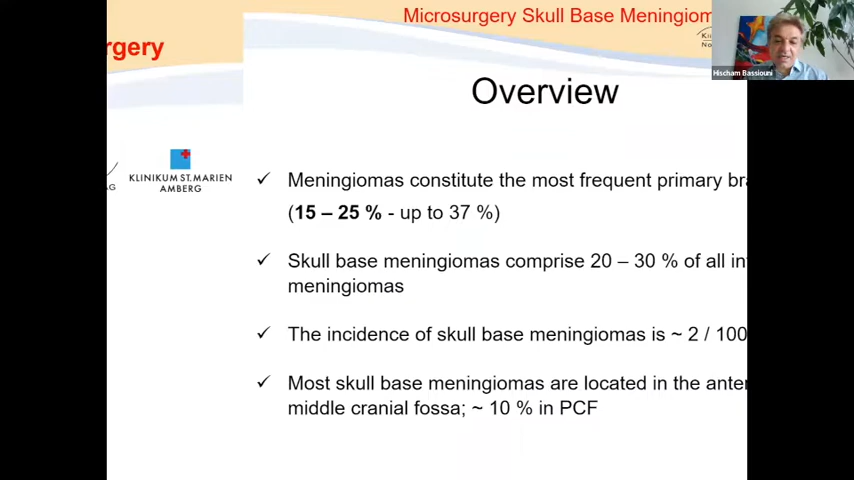 Microsurgery Skull Base Meningiom
rgery
Hischam Bassiouni
Overview
KLINIKUM ST. MARIEN
AMBERG
AG
✓ Meningiomas constitute the most frequent primary bra
(15 – 25 % - up to 37 %)
✓ Skull base meningiomas comprise 20 – 30 % of all in
meningiomas
✓ The incidence of skull base meningiomas is ~ 2 / 100
✓ Most skull base meningiomas are located in the anter
middle cranial fossa; ~ 10 % in PCF